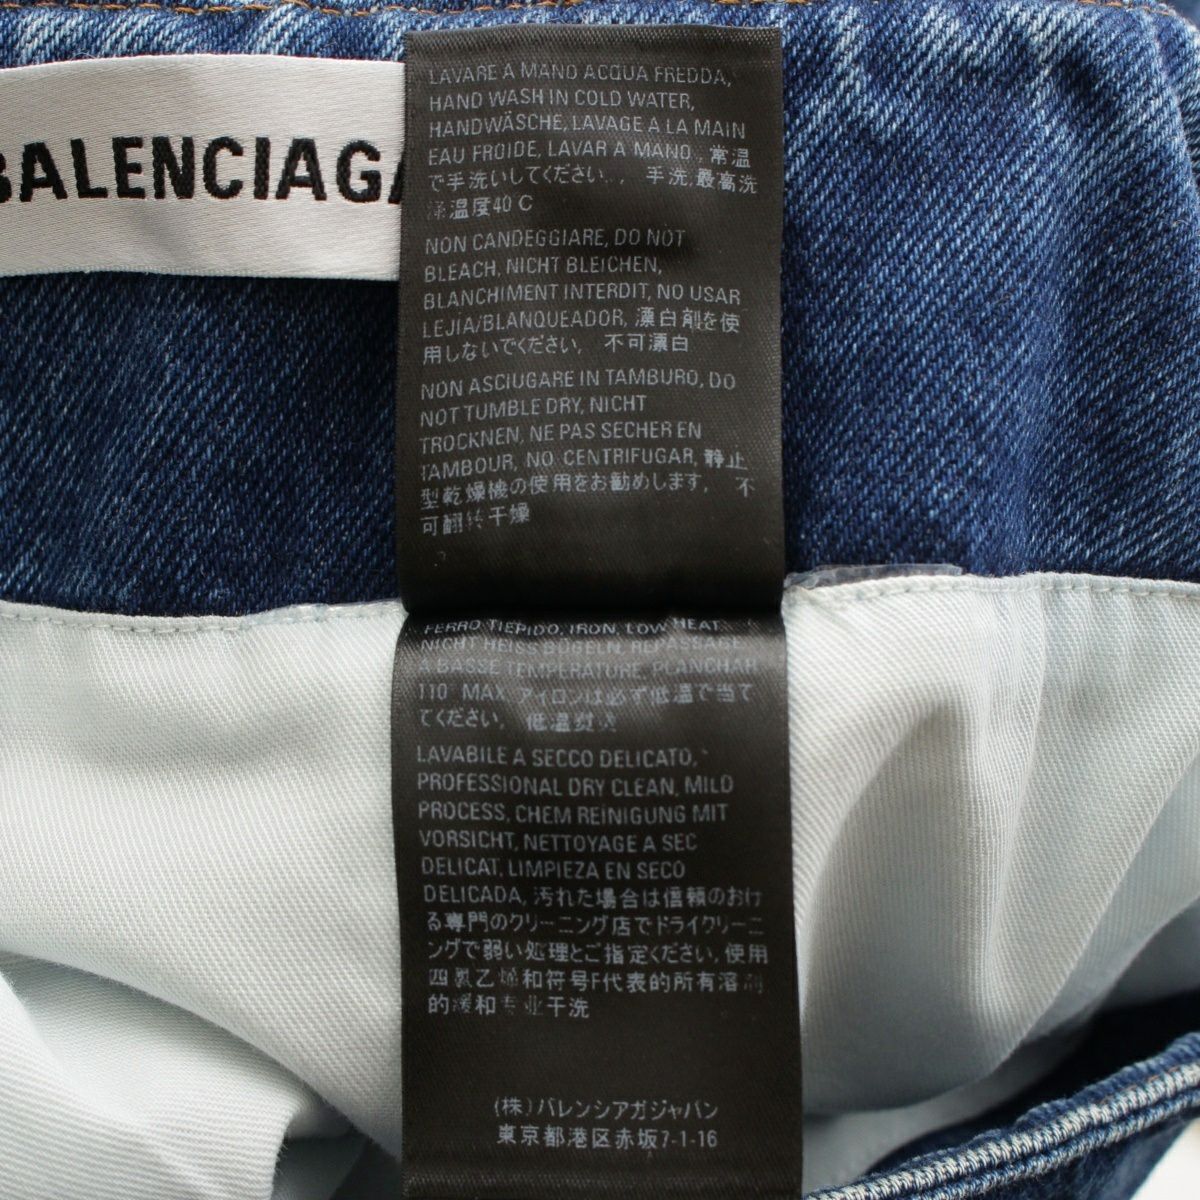 BALENCIAGA
LAVARE A MANO ACQUA FREDDA,
HAND WASH IN COLD WATER,
HANDWÄSCHE, LAVAGE A LA MAIN
EAU FROIDE, LAVAR A MANO , 常温
で手洗いしてください. , 手洗,最高洗
涤温度40 C
NON CANDEGGIARE, DO NOT
BLEACH, NICHT BLEICHEN,
BLANCHIMENT INTERDIT, NO USAR
LEJIA/BLANQUEADOR, 漂白剤を使
用しないでください, 不可漂白
NON ASCIUGARE IN TAMBURO, DO
NOT TUMBLE DRY, NICHT
TROCKNEN, NE PAS SECHER EN
TAMBOUR, NO CENTRIFUGAR, 静止
型乾燥機の使用をお勧めします, 不
可翻转干燥
FERRO TIEPIDO, IRON, LOW HEAT,
NICHT HEISS BÜGELN, REPASSAGE
A BASSE TEMPERATURE, PLANCHAR
110 MAX, アイロンは必ず低温で当て
てください, 低温熨烫
LAVABILE A SECCO DELICATO,
PROFESSIONAL DRY CLEAN, MILD
PROCESS, CHEM REINIGUNG MIT
VORSICHT, NETTOYAGE A SEC
DELICAT, LIMPIEZA EN SECO
DELICADA, 汚れた場合は信頼のおけ
る専門のクリーニング店でドライクリーニ
ングで弱い処理とご指定ください, 使用
四氯乙烯和符号F代表的所有溶剂
的缓和专业干洗
(株)バレンシアガジャパン
東京都港区赤坂7-1-16